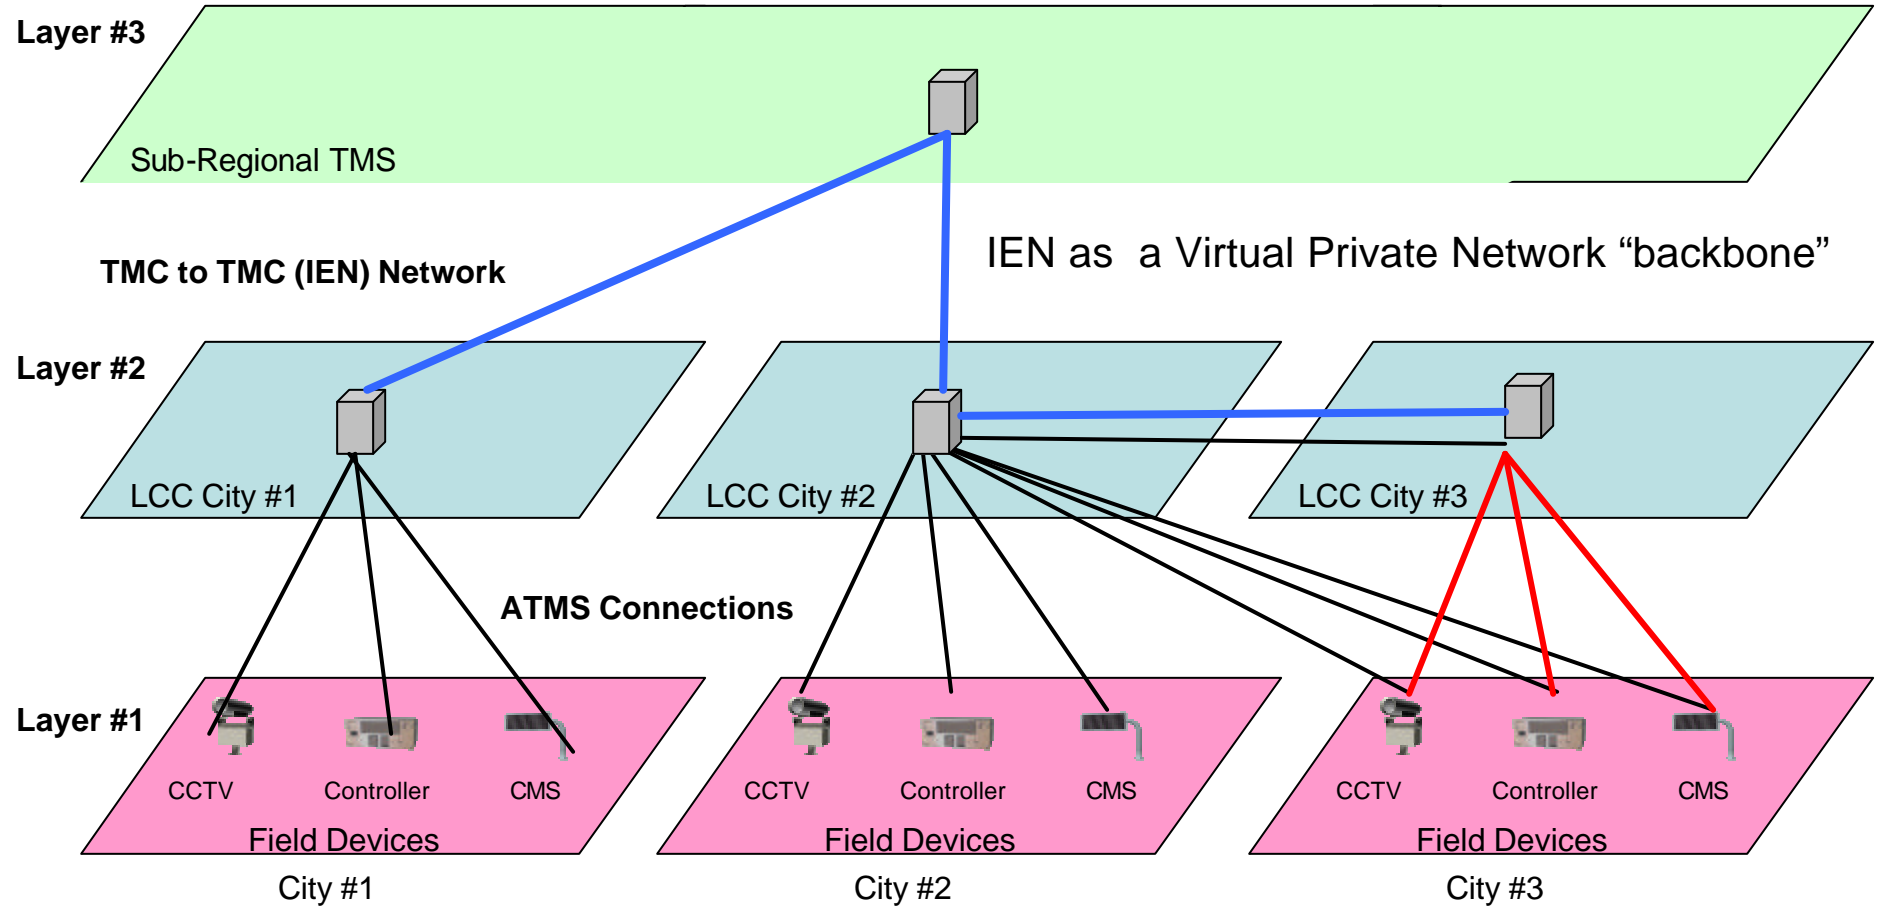 Layer #3
Sub-Regional TMS
IEN as a Virtual Private Network “backbone”
TMC to TMC (IEN) Network
Layer #2
LCC City #1
LCC City #2
LCC City #3
ATMS Connections
Layer #1
CCTV
Controller
CMS
CCTV
Controller
CMS
CCTV
Controller
CMS
Field Devices
Field Devices
Field Devices
City #1
City #2
City #3